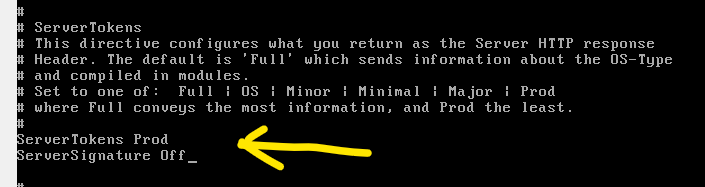 #
# ServerTokens
# This directive configures what you return as the Server HTTP response
# Header. The default is 'Full' which sends information about the OS-Type
# and compiled in modules.
# Set to one of:  Full | OS | Minor | Minimal | Major | Prod
# where Full conveys the most information, and Prod the least.
#
ServerTokens Prod
ServerSignature Off_
#